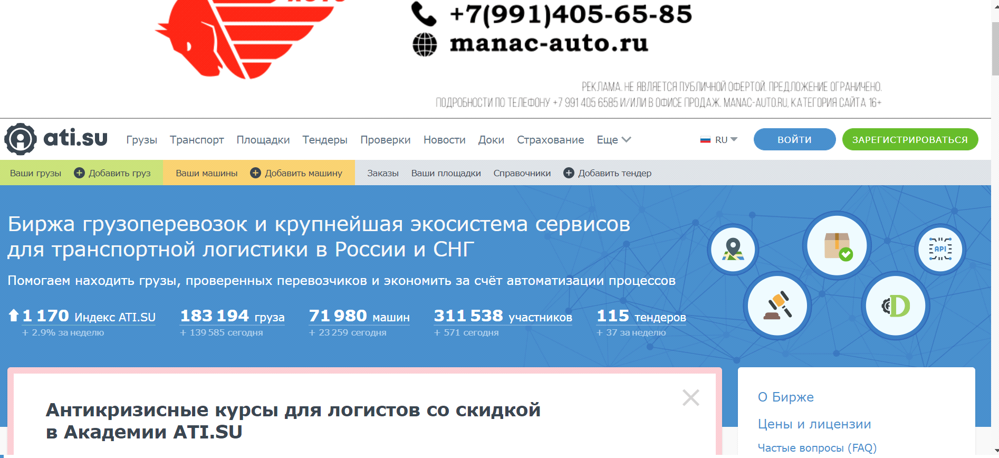 +7(991)405-65-85
manac-auto.ru
РЕКЛАМА. НЕ ЯВЛЯЕТСЯ ПУБЛИЧНОЙ ОФЕРТОЙ. ПРЕДЛОЖЕНИЕ ОГРАНИЧЕНО.
ПОДРОБНОСТИ ПО ТЕЛЕФОНУ +7 991 405 6585 И/ИЛИ В ОФИСЕ ПРОДАЖ. MANAC-AUTO.RU, КАТЕГОРИЯ САЙТА 16+
ati.su Грузы Транспорт Площадки Тендеры Проверки Новости Доки Страхование Еще RU ВОЙТИ ЗАРЕГИСТРИРОВАТЬСЯ
Ваши грузы Добавить груз Ваши машины Добавить машину Заказы Ваши площадки Справочники Добавить тендер
Биржа грузоперевозок и крупнейшая экосистема сервисов
для транспортной логистики в России и СНГ
API
Помогаем находить грузы, проверенных перевозчиков и экономить за счёт автоматизации процессов
D
1 170 Индекс ATI.SU 183 194 груза 71 980 машин 311 538 участников 115 тендеров
+ 2.9% за неделю + 139 585 сегодня + 23 259 сегодня + 571 сегодня + 37 за неделю
Антикризисные курсы для логистов со скидкой
в Академии ATI.SU
О Бирже
Цены и лицензии
Частые вопросы (FAQ)